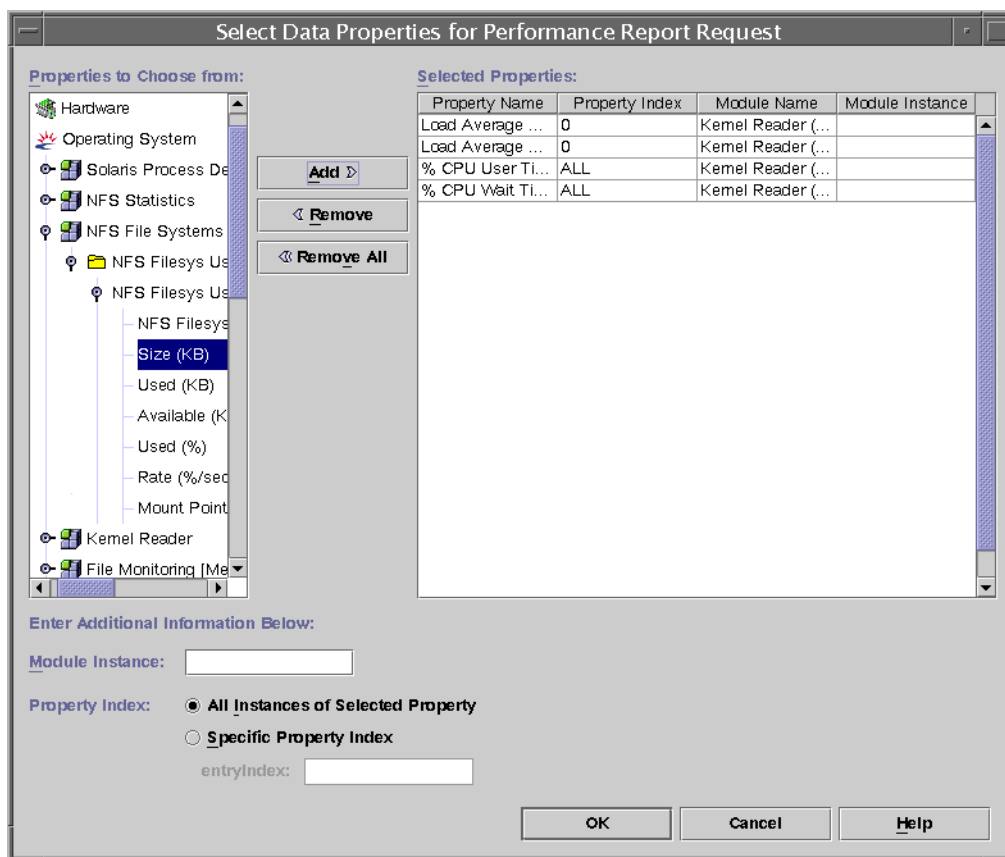 Select Data Properties for Performance Report Request
Properties to Choose from:
Hardware
Operating System
Solaris Process De
NFS Statistics
NFS File Systems
NFS Filesys Us
NFS Filesys Us
NFS Filesys
Size (KB)
Used (KB)
Available (K
Used (%)
Rate (%/sec
Mount Point
Kernel Reader
File Monitoring [Me
Add
Remove
Remove All
Selected Properties:
Property Name Property Index Module Name Module Instance
Load Average ... 0 Kernel Reader (...
Load Average ... 0 Kernel Reader (...
% CPU User Ti... ALL Kernel Reader (...
% CPU Wait Ti... ALL Kernel Reader (...
Enter Additional Information Below:
Module Instance:
Property Index: All Instances of Selected Property
Specific Property Index
entryIndex:
OK Cancel Help